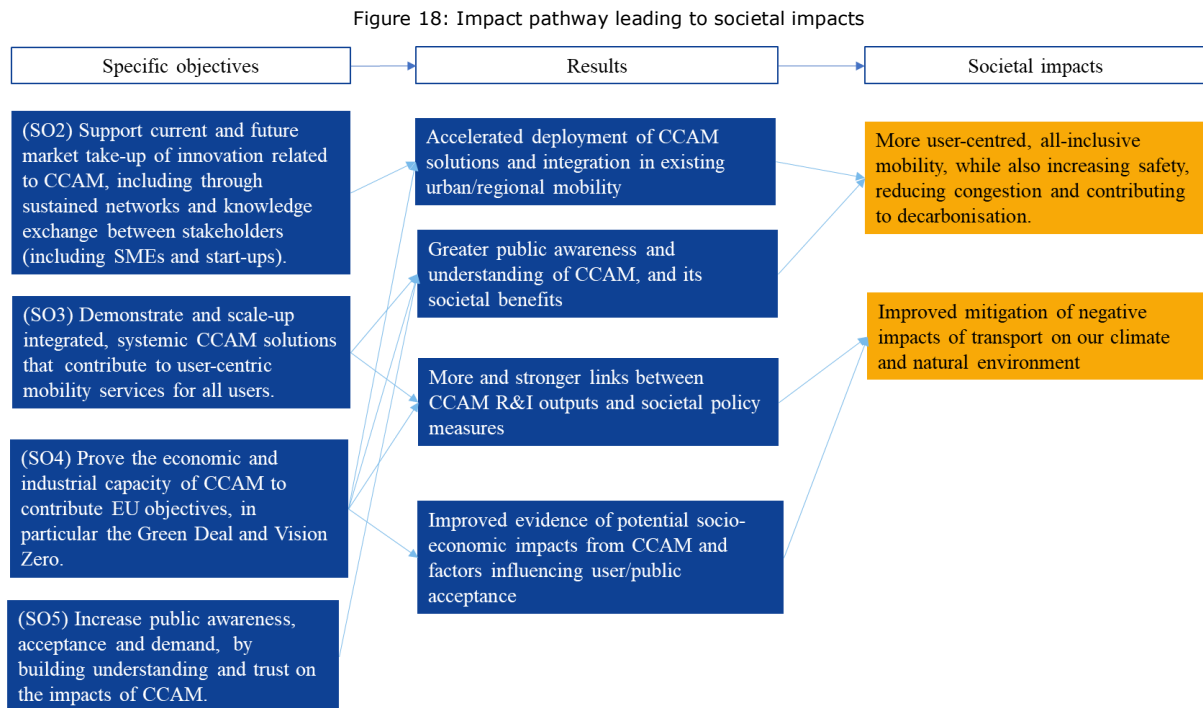 Figure 18: Impact pathway leading to societal impacts
Specific objectives
Results
Societal impacts
(SO2) Support current and future
market take-up of innovation related
to CCAM, including through
sustained networks and knowledge
exchange between stakeholders
(including SMEs and start-ups).
(SO3) Demonstrate and scale-up
integrated, systemic CCAM solutions
that contribute to user-centric
mobility services for all users.
(SO4) Prove the economic and
industrial capacity of CCAM to
contribute EU objectives, in
particular the Green Deal and Vision
Zero.
(SO5) Increase public awareness,
acceptance and demand, by
building understanding and trust on
the impacts of CCAM.
Accelerated deployment of CCAM
solutions and integration in existing
urban/regional mobility
Greater public awareness and
understanding of CCAM, and its
societal benefits
More and stronger links between
CCAM R&I outputs and societal policy
measures
Improved evidence of potential socio-
economic impacts from CCAM and
factors influencing user/public
acceptance
More user-centred, all-inclusive
mobility, while also increasing safety,
reducing congestion and contributing
to decarbonisation.
Improved mitigation of negative
impacts of transport on our climate
and natural environment